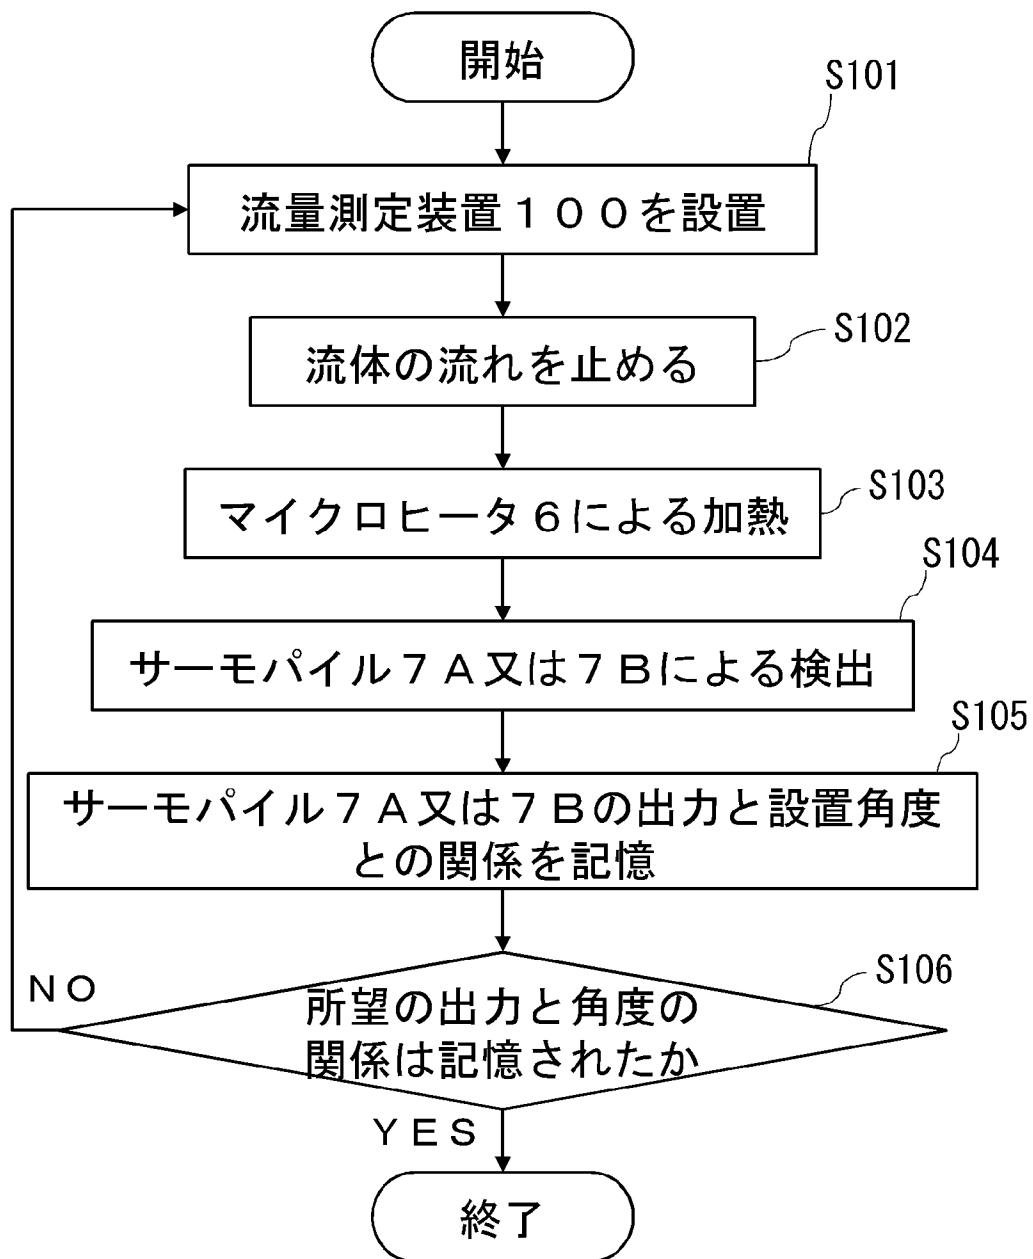 開始
S101
流量測定装置１００を設置
S102
流体の流れを止める
S103
マイクロヒータ６による加熱
S104
サーモパイル７Ａ又は７Ｂによる検出
S105
サーモパイル７Ａ又は７Ｂの出力と設置角度
との関係を記憶
S106
ＮＯ
所望の出力と角度の
関係は記憶されたか
ＹＥＳ
終了